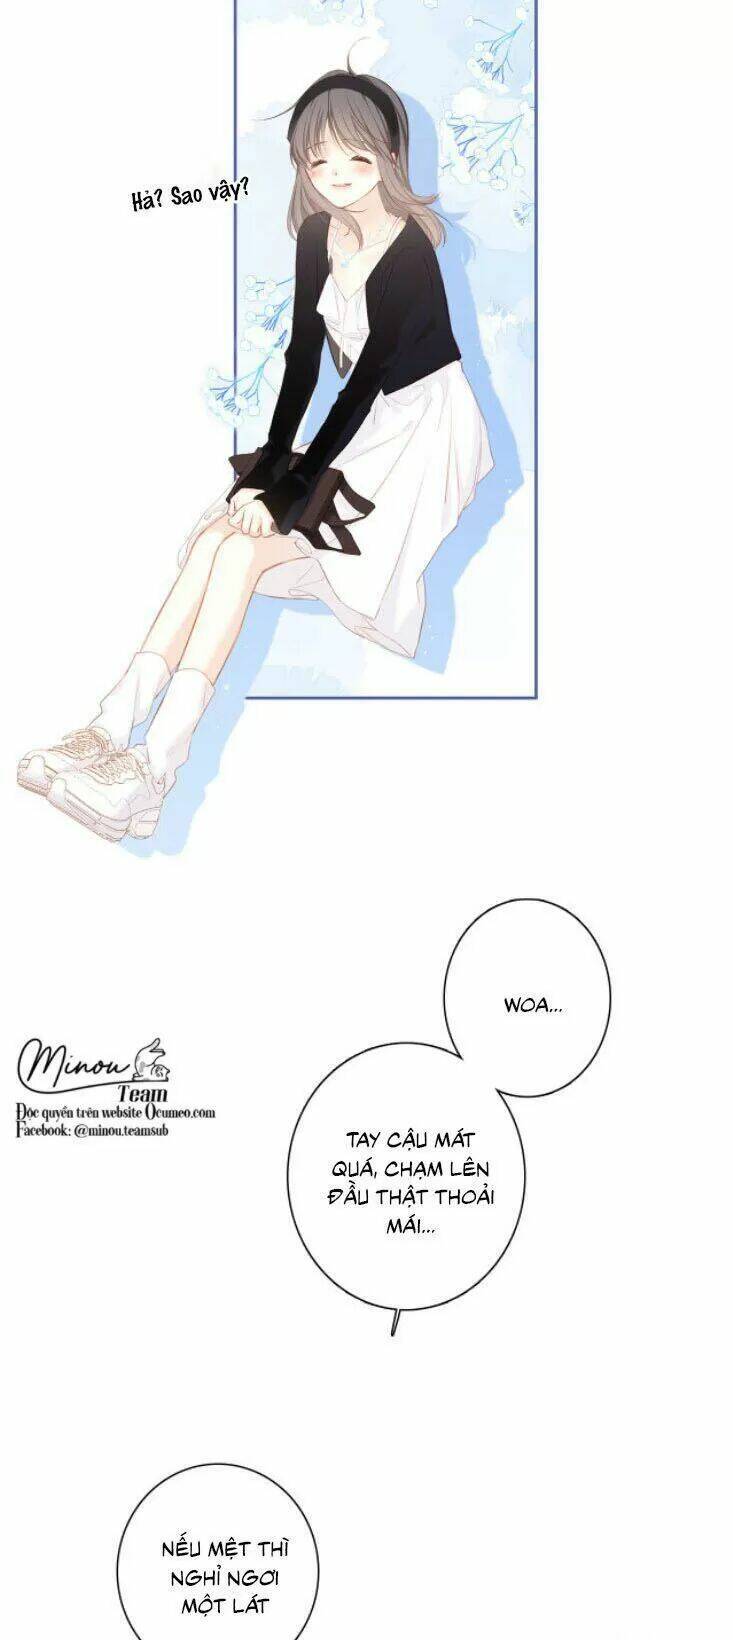 Hả? Sao vậy?
WOA...
Minou
Team
Độc quyền trên website Ocumeo.com
Facebook: @minou.teamsub
TAY CẬU MÁT
QUÁ, CHẠM LÊN
ĐẦU THẬT THOẢI
MÁI...
NẾU MỆT THÌ
NGHỈ NGƠI
MỘT LÁT